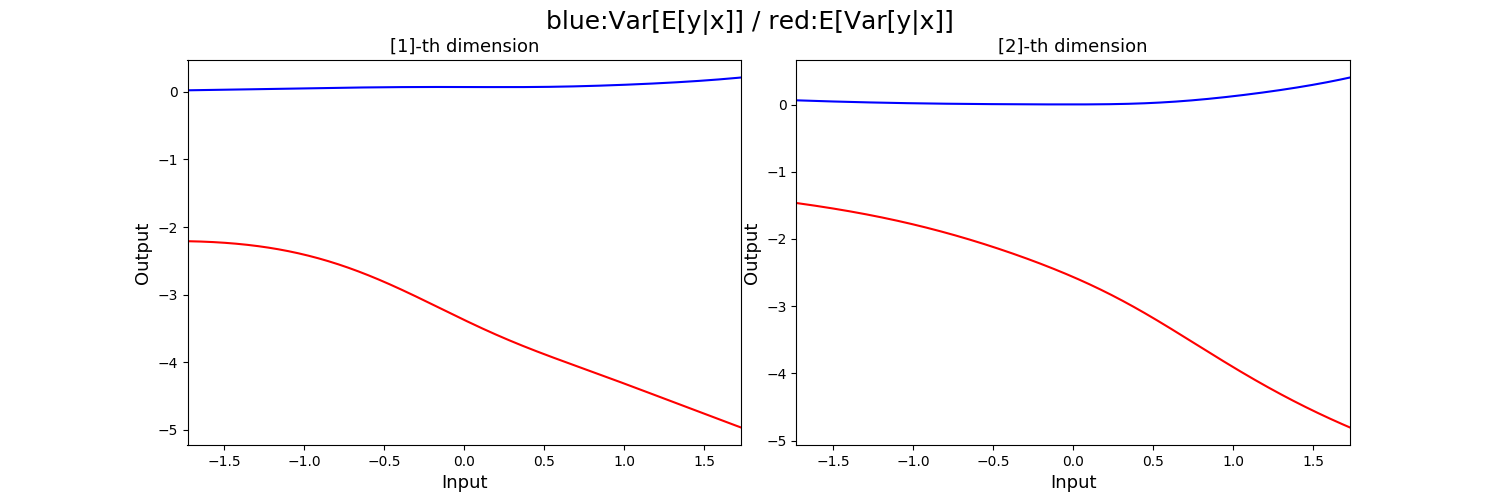 blue:Var[E[y|x]] / red:E[Var[y|x]]
[1]-th dimension
0
−1
−2
−3
−4
−5
Output
−1.5 −1.0 −0.5 0.0 0.5 1.0 1.5
Input
[2]-th dimension
0
−1
−2
−3
−4
−5
Output
−1.5 −1.0 −0.5 0.0 0.5 1.0 1.5
Input